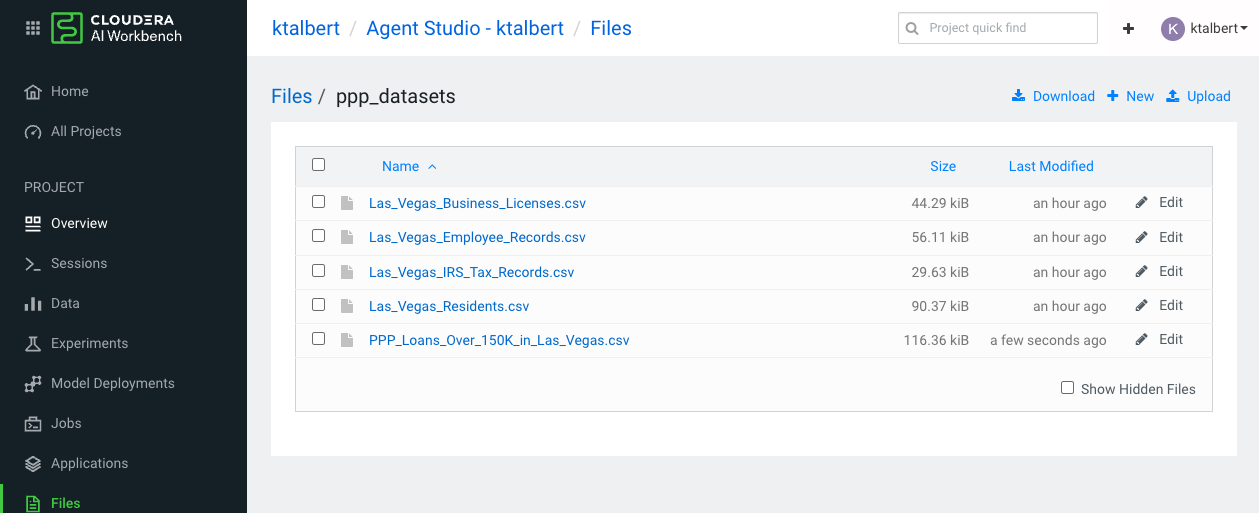 CLOUDERA
AI Workbench
Home
All Projects
PROJECT
Overview
Sessions
Data
Experiments
Model Deployments
Jobs
Applications
Files
ktalbert / Agent Studio - ktalbert / Files
Project quick find
K ktalbert
Files / ppp_datasets
Download New Upload
Name Size Last Modified
Las_Vegas_Business_Licenses.csv 44.29 kiB an hour ago Edit
Las_Vegas_Employee_Records.csv 56.11 kiB an hour ago Edit
Las_Vegas_IRS_Tax_Records.csv 29.63 kiB an hour ago Edit
Las_Vegas_Residents.csv 90.37 kiB an hour ago Edit
PPP_Loans_Over_150K_in_Las_Vegas.csv 116.36 kiB a few seconds ago Edit
Show Hidden Files